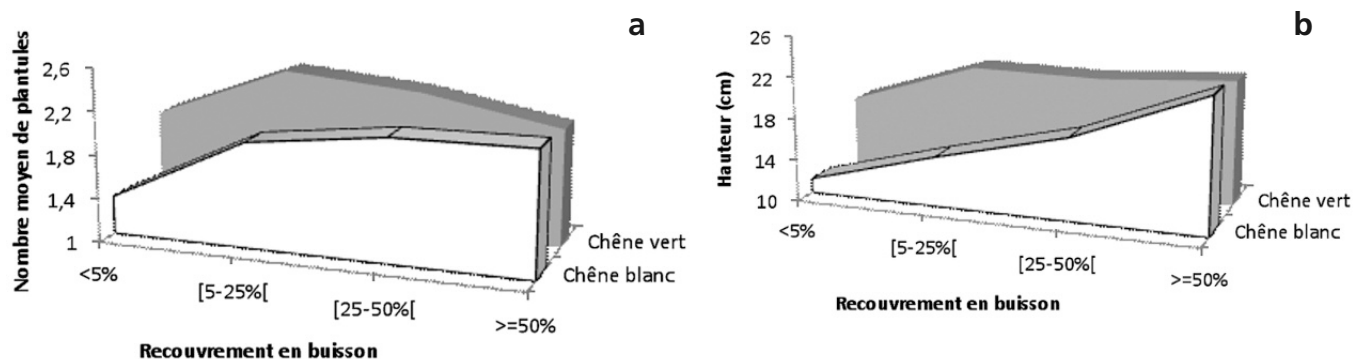 a
Nombre moyen de plantules
2,6
2,2
1,8
1,4
1
<5%
[5-25%[
[25-50%[
>=50%
Chêne vert
Chêne blanc
Recouvrement en buisson
b
Hauteur (cm)
26
22
18
14
10
<5%
[5-25%[
[25-50%[
>=50%
Chêne vert
Chêne blanc
Recouvrement en buisson